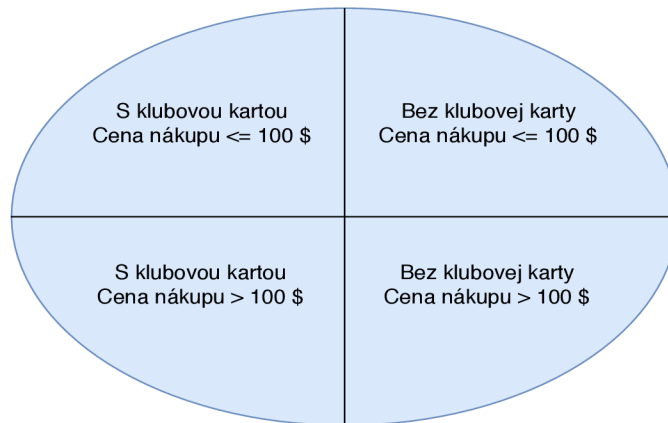 S klubovou kartou
Cena nákupu <= 100 $
Bez klubovej karty
Cena nákupu <= 100 $
S klubovou kartou
Cena nákupu > 100 $
Bez klubovej karty
Cena nákupu > 100 $